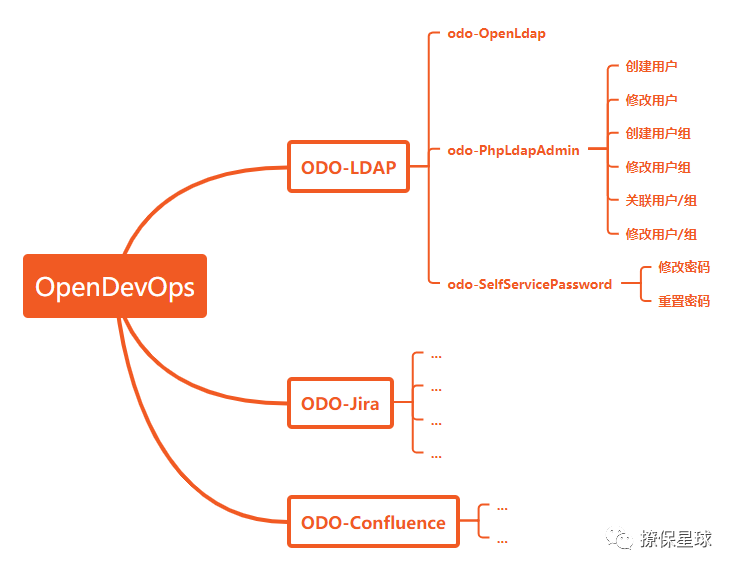 OpenDevOps
ODO-LDAP
odo-OpenLdap
odo-PhpLdapAdmin
创建用户
修改用户
创建用户组
修改用户组
关联用户/组
修改用户/组
odo-SelfServicePassword
修改密码
重置密码
ODO-Jira
...
...
...
...
ODO-Confluence
...
...
撩保星球